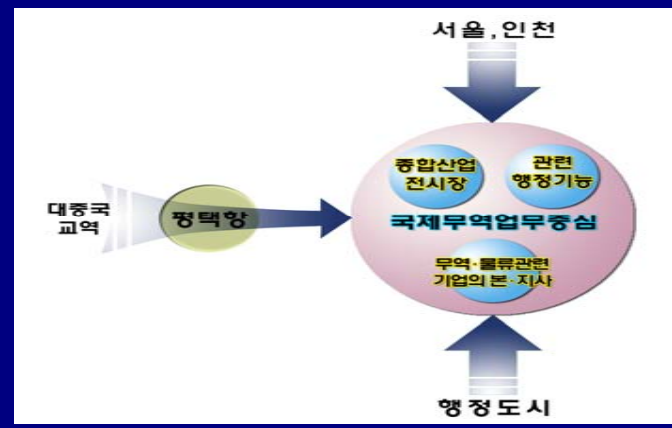 서울,인천
종합산업
전시장
관련
행정기능
대중국
교역
평택항
국제무역업무중심
무역·물류관련
기업의 본·지사
행정도시